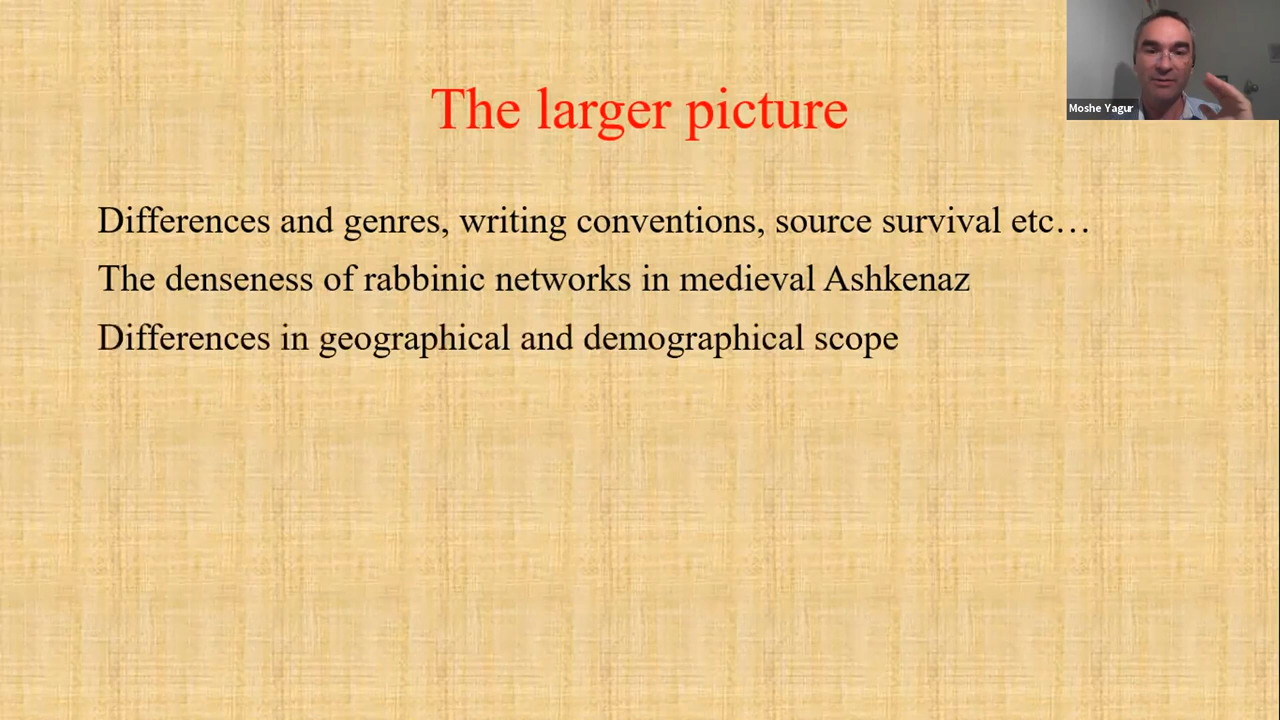 The larger picture
Moshe Yagur
Differences and genres, writing conventions, source survival etc…
The denseness of rabbinic networks in medieval Ashkenaz
Differences in geographical and demographical scope